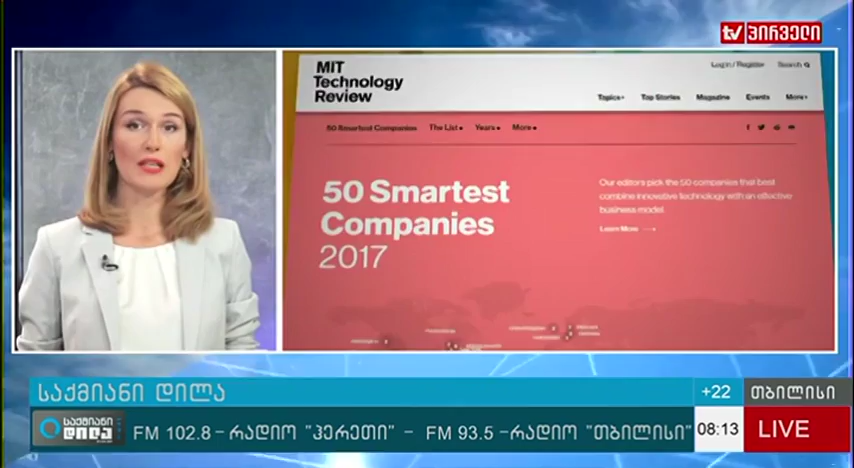 tv პირველი
MIT
Technology
Review
Log in / Register Search
Topics+ Top Stories Magazine Events More+
50 Smartest Companies The List Years More
50 Smartest
Companies
2017
Our editors pick the 50 companies that best
combine innovative technology with an effective
business model.
Learn More
საქმიანი დილა +22 თბილისი
საქმიანი
დილა
FM 102.8 – რადიო "ჰერეთი" – FM 93.5 – რადიო "თბილისი"
08:13 LIVE